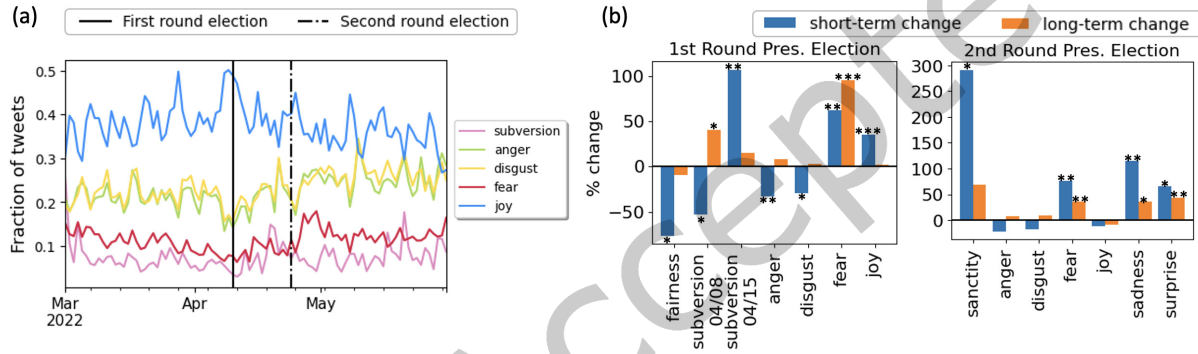 (a)
First round election
Second round election
Fraction of tweets
0.5
0.4
0.3
0.2
0.1
Mar
2022
Apr
May
subversion
anger
disgust
fear
joy
(b)
short-term change
long-term change
1st Round Pres. Election
% change
100
50
0
−50
*
*
*
**
**
*
**
***
***
fairness
subversion
04/08
subversion
04/15
anger
disgust
fear
joy
2nd Round Pres. Election
300
250
200
150
100
50
0
*
**
**
**
*
*
**
sanctity
anger
disgust
fear
joy
sadness
surprise
Accepte